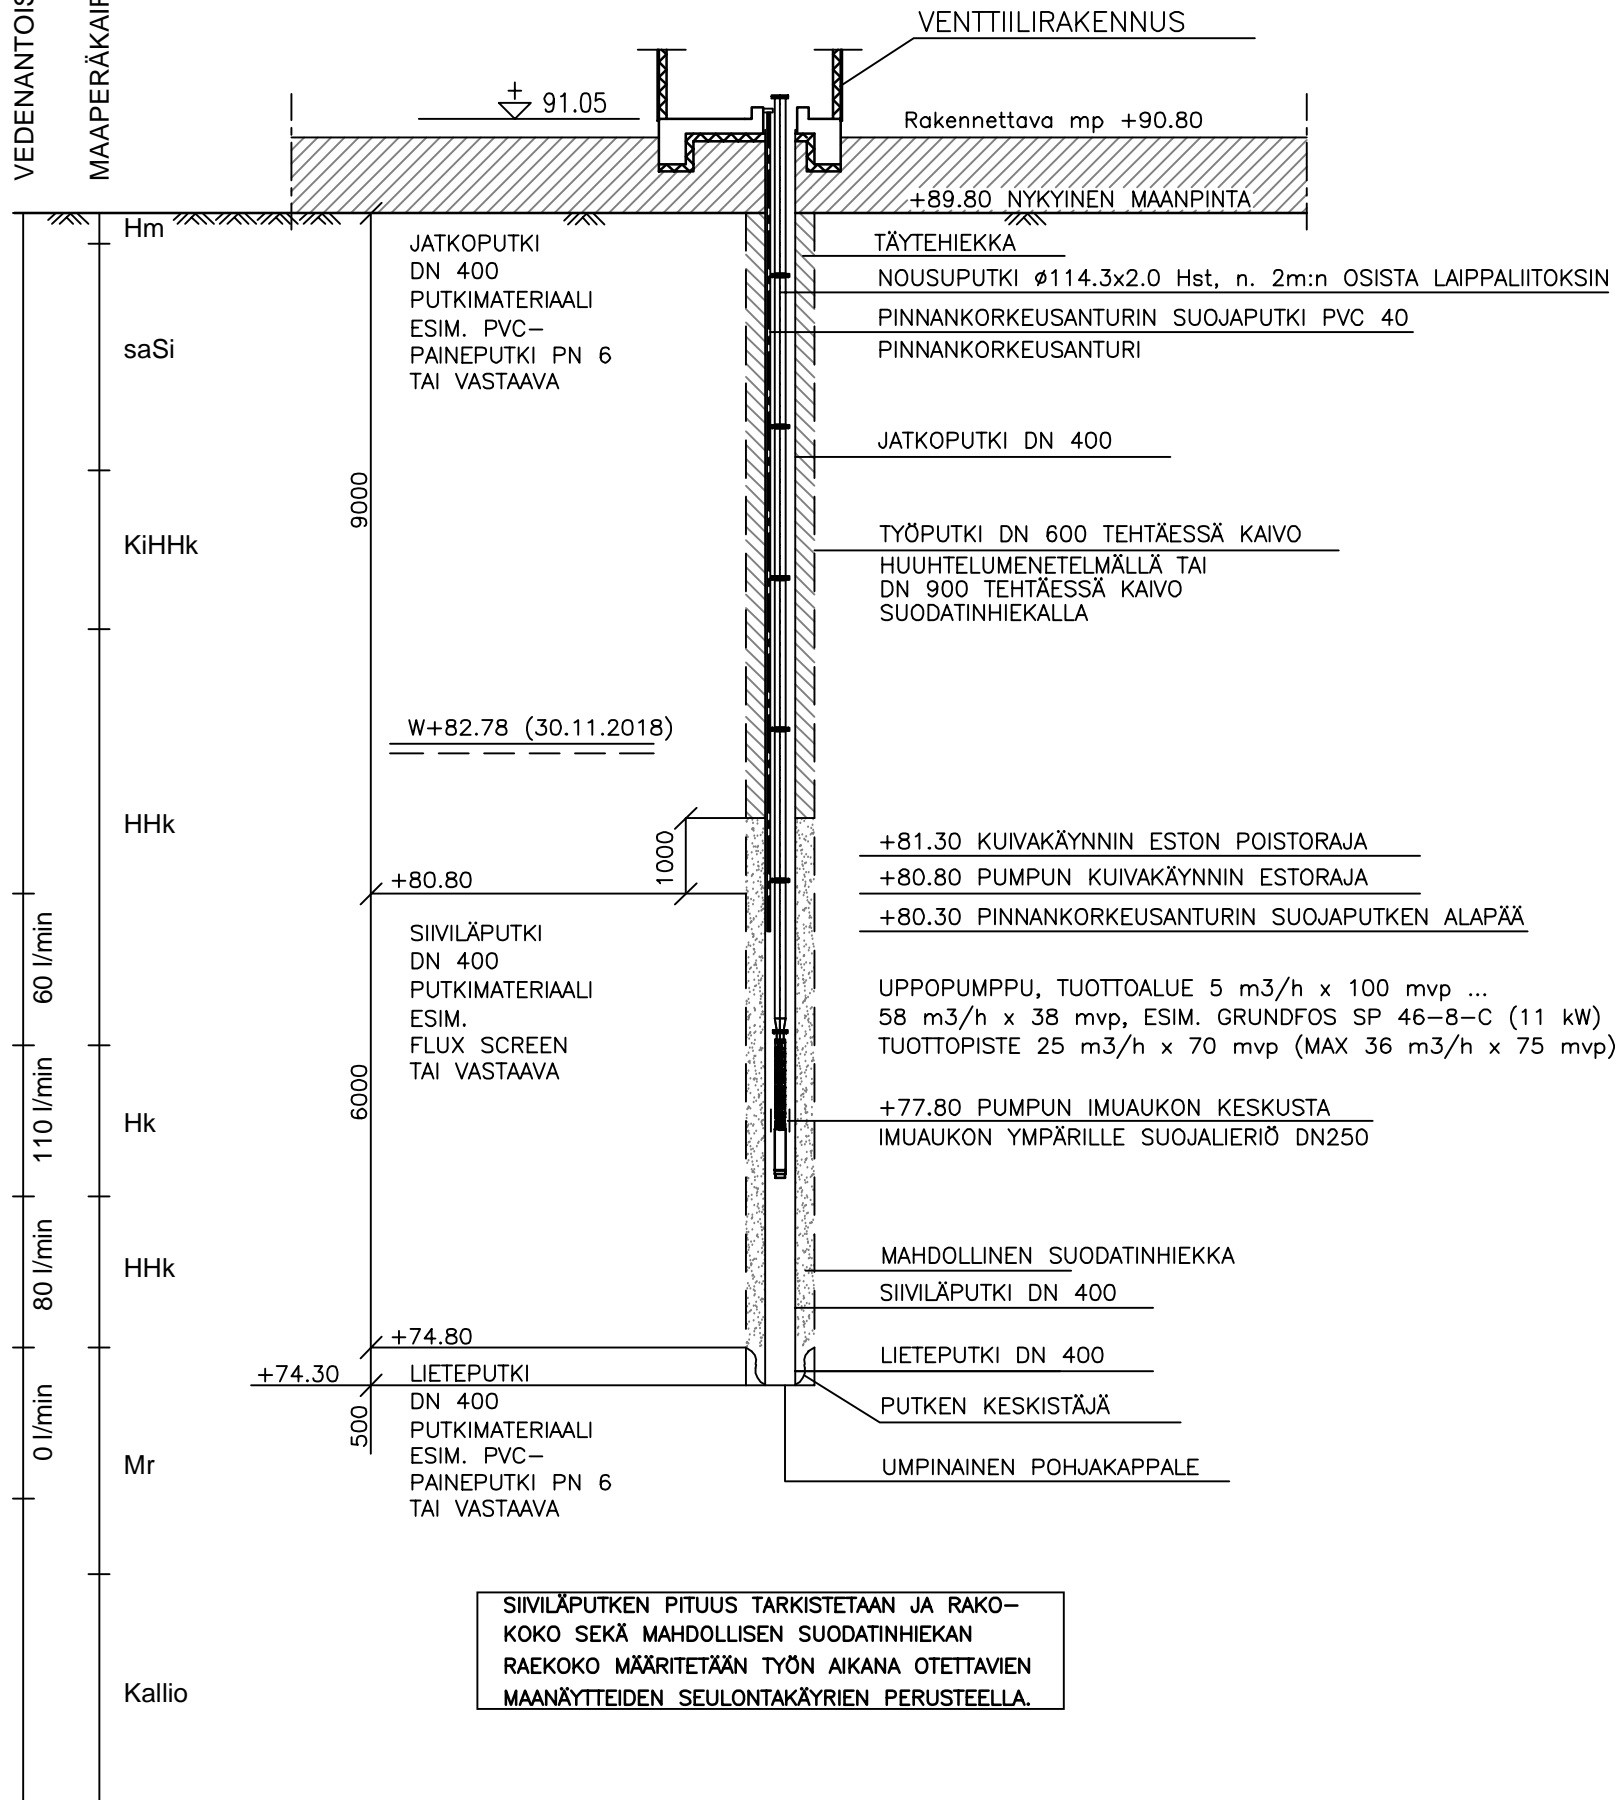 VENTTIILIRAKENNUS
+
91.05
Rakennettava mp +90.80
+89.80 NYKYINEN MAANPINTA
Hm
saSi
KiHHk
HHk
Hk
HHk
Mr
Kallio
60 l/min
110 l/min
80 l/min
0 l/min
9000
6000
500
1000
JATKOPUTKI
DN 400
PUTKIMATERIAALI
ESIM. PVC-
PAINEPUTKI PN 6
TAI VASTAAVA
W+82.78 (30.11.2018)
+80.80
SIIVILÄPUTKI
DN 400
PUTKIMATERIAALI
ESIM.
FLUX SCREEN
TAI VASTAAVA
+74.80
+74.30
LIETEPUTKI
DN 400
PUTKIMATERIAALI
ESIM. PVC-
PAINEPUTKI PN 6
TAI VASTAAVA
TÄYTEHIEKKA
NOUSUPUTKI ø114.3x2.0 Hst, n. 2m:n OSISTA LAIPPALIITOKSIN
PINNANKORKEUSANTURIN SUOJAPUTKI PVC 40
PINNANKORKEUSANTURI
JATKOPUTKI DN 400
TYÖPUTKI DN 600 TEHTÄESSÄ KAIVO
HUUHTELUMENETELMÄLLÄ TAI
DN 900 TEHTÄESSÄ KAIVO
SUODATINHIEKALLA
+81.30 KUIVAKÄYNNIN ESTON POISTORAJA
+80.80 PUMPUN KUIVAKÄYNNIN ESTORAJA
+80.30 PINNANKORKEUSANTURIN SUOJAPUTKEN ALAPÄÄ
UPPOPUMPPU, TUOTTOALUE 5 m3/h x 100 mvp ...
58 m3/h x 38 mvp, ESIM. GRUNDFOS SP 46-8-C (11 kW)
TUOTTOPISTE 25 m3/h x 70 mvp (MAX 36 m3/h x 75 mvp)
+77.80 PUMPUN IMUAUKON KESKUSTA
IMUAUKON YMPÄRILLE SUOJALIERIÖ DN250
MAHDOLLINEN SUODATINHIEKKA
SIIVILÄPUTKI DN 400
LIETEPUTKI DN 400
PUTKEN KESKISTÄJÄ
UMPINAINEN POHJAKAPPALE
SIIVILÄPUTKEN PITUUS TARKISTETAAN JA RAKO-
KOKO SEKÄ MAHDOLLISEN SUODATINHIEKAN
RAEKOKO MÄÄRITETÄÄN TYÖN AIKANA OTETTAVIEN
MAANÄYTTEIDEN SEULONTAKÄYRIEN PERUSTEELLA.